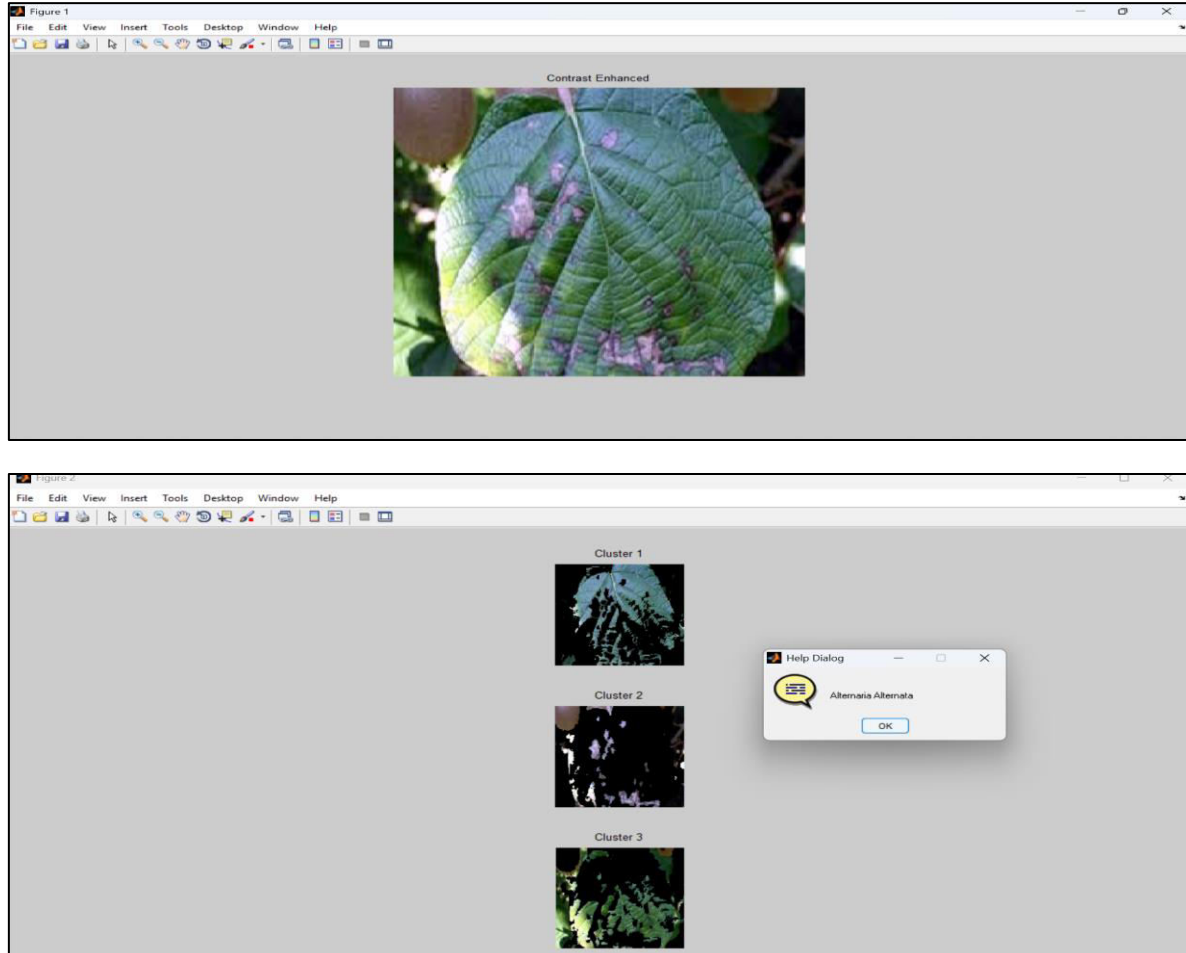 Figure 1
File Edit View Insert Tools Desktop Window Help
Contrast Enhanced
Figure 2
File Edit View Insert Tools Desktop Window Help
Cluster 1
Help Dialog
Alternaria Alternata
OK
Cluster 2
Cluster 3